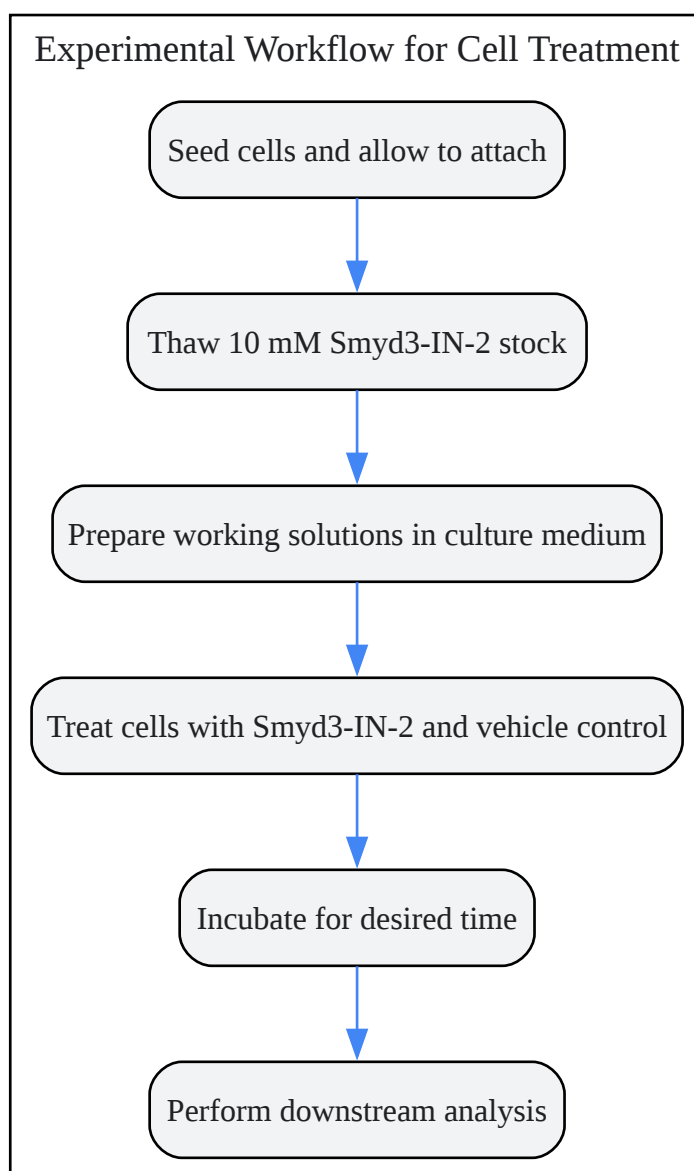 Experimental Workflow for Cell Treatment
Seed cells and allow to attach
Thaw 10 mM Smyd3-IN-2 stock
Prepare working solutions in culture medium
Treat cells with Smyd3-IN-2 and vehicle control
Incubate for desired time
Perform downstream analysis